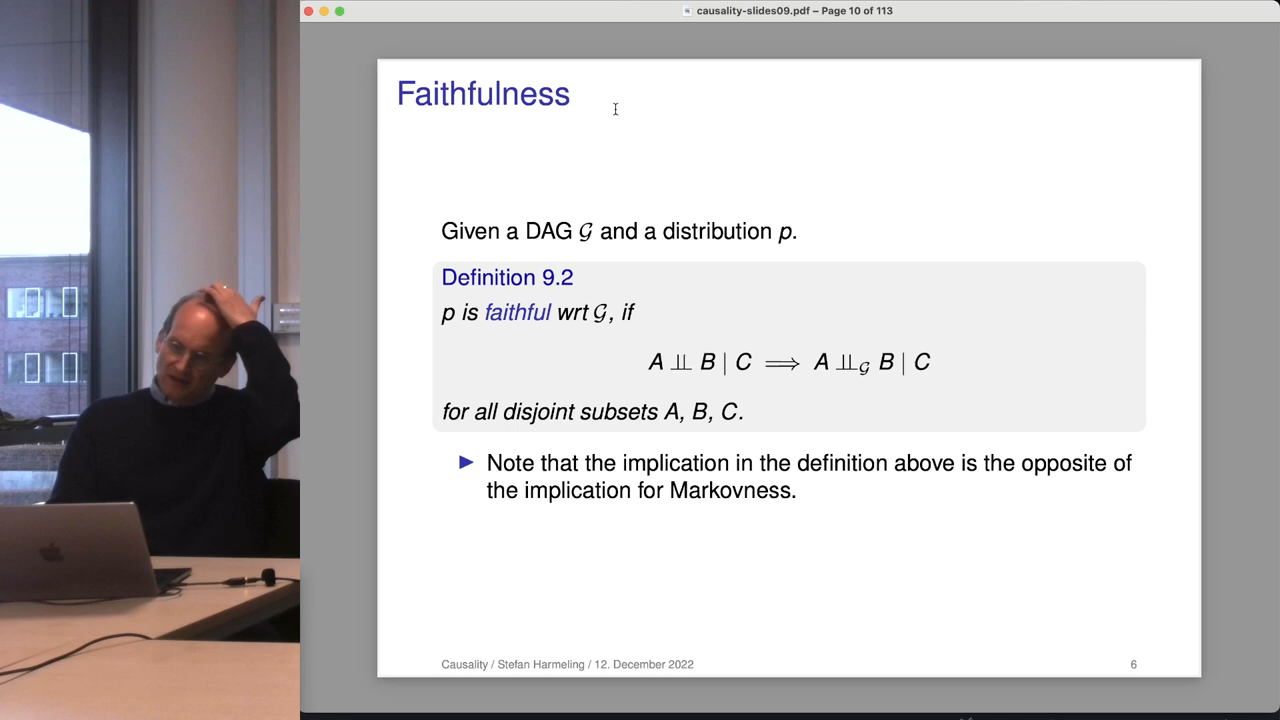 causality-slides09.pdf – Page 10 of 113
Faithfulness
Given a DAG 𝒢 and a distribution p.
Definition 9.2
p is faithful wrt 𝒢, if
A ⫫ B | C ⟹ A ⫫𝒢 B | C
for all disjoint subsets A, B, C.
► Note that the implication in the definition above is the opposite of
the implication for Markovness.
Causality / Stefan Harmeling / 12. December 2022
6